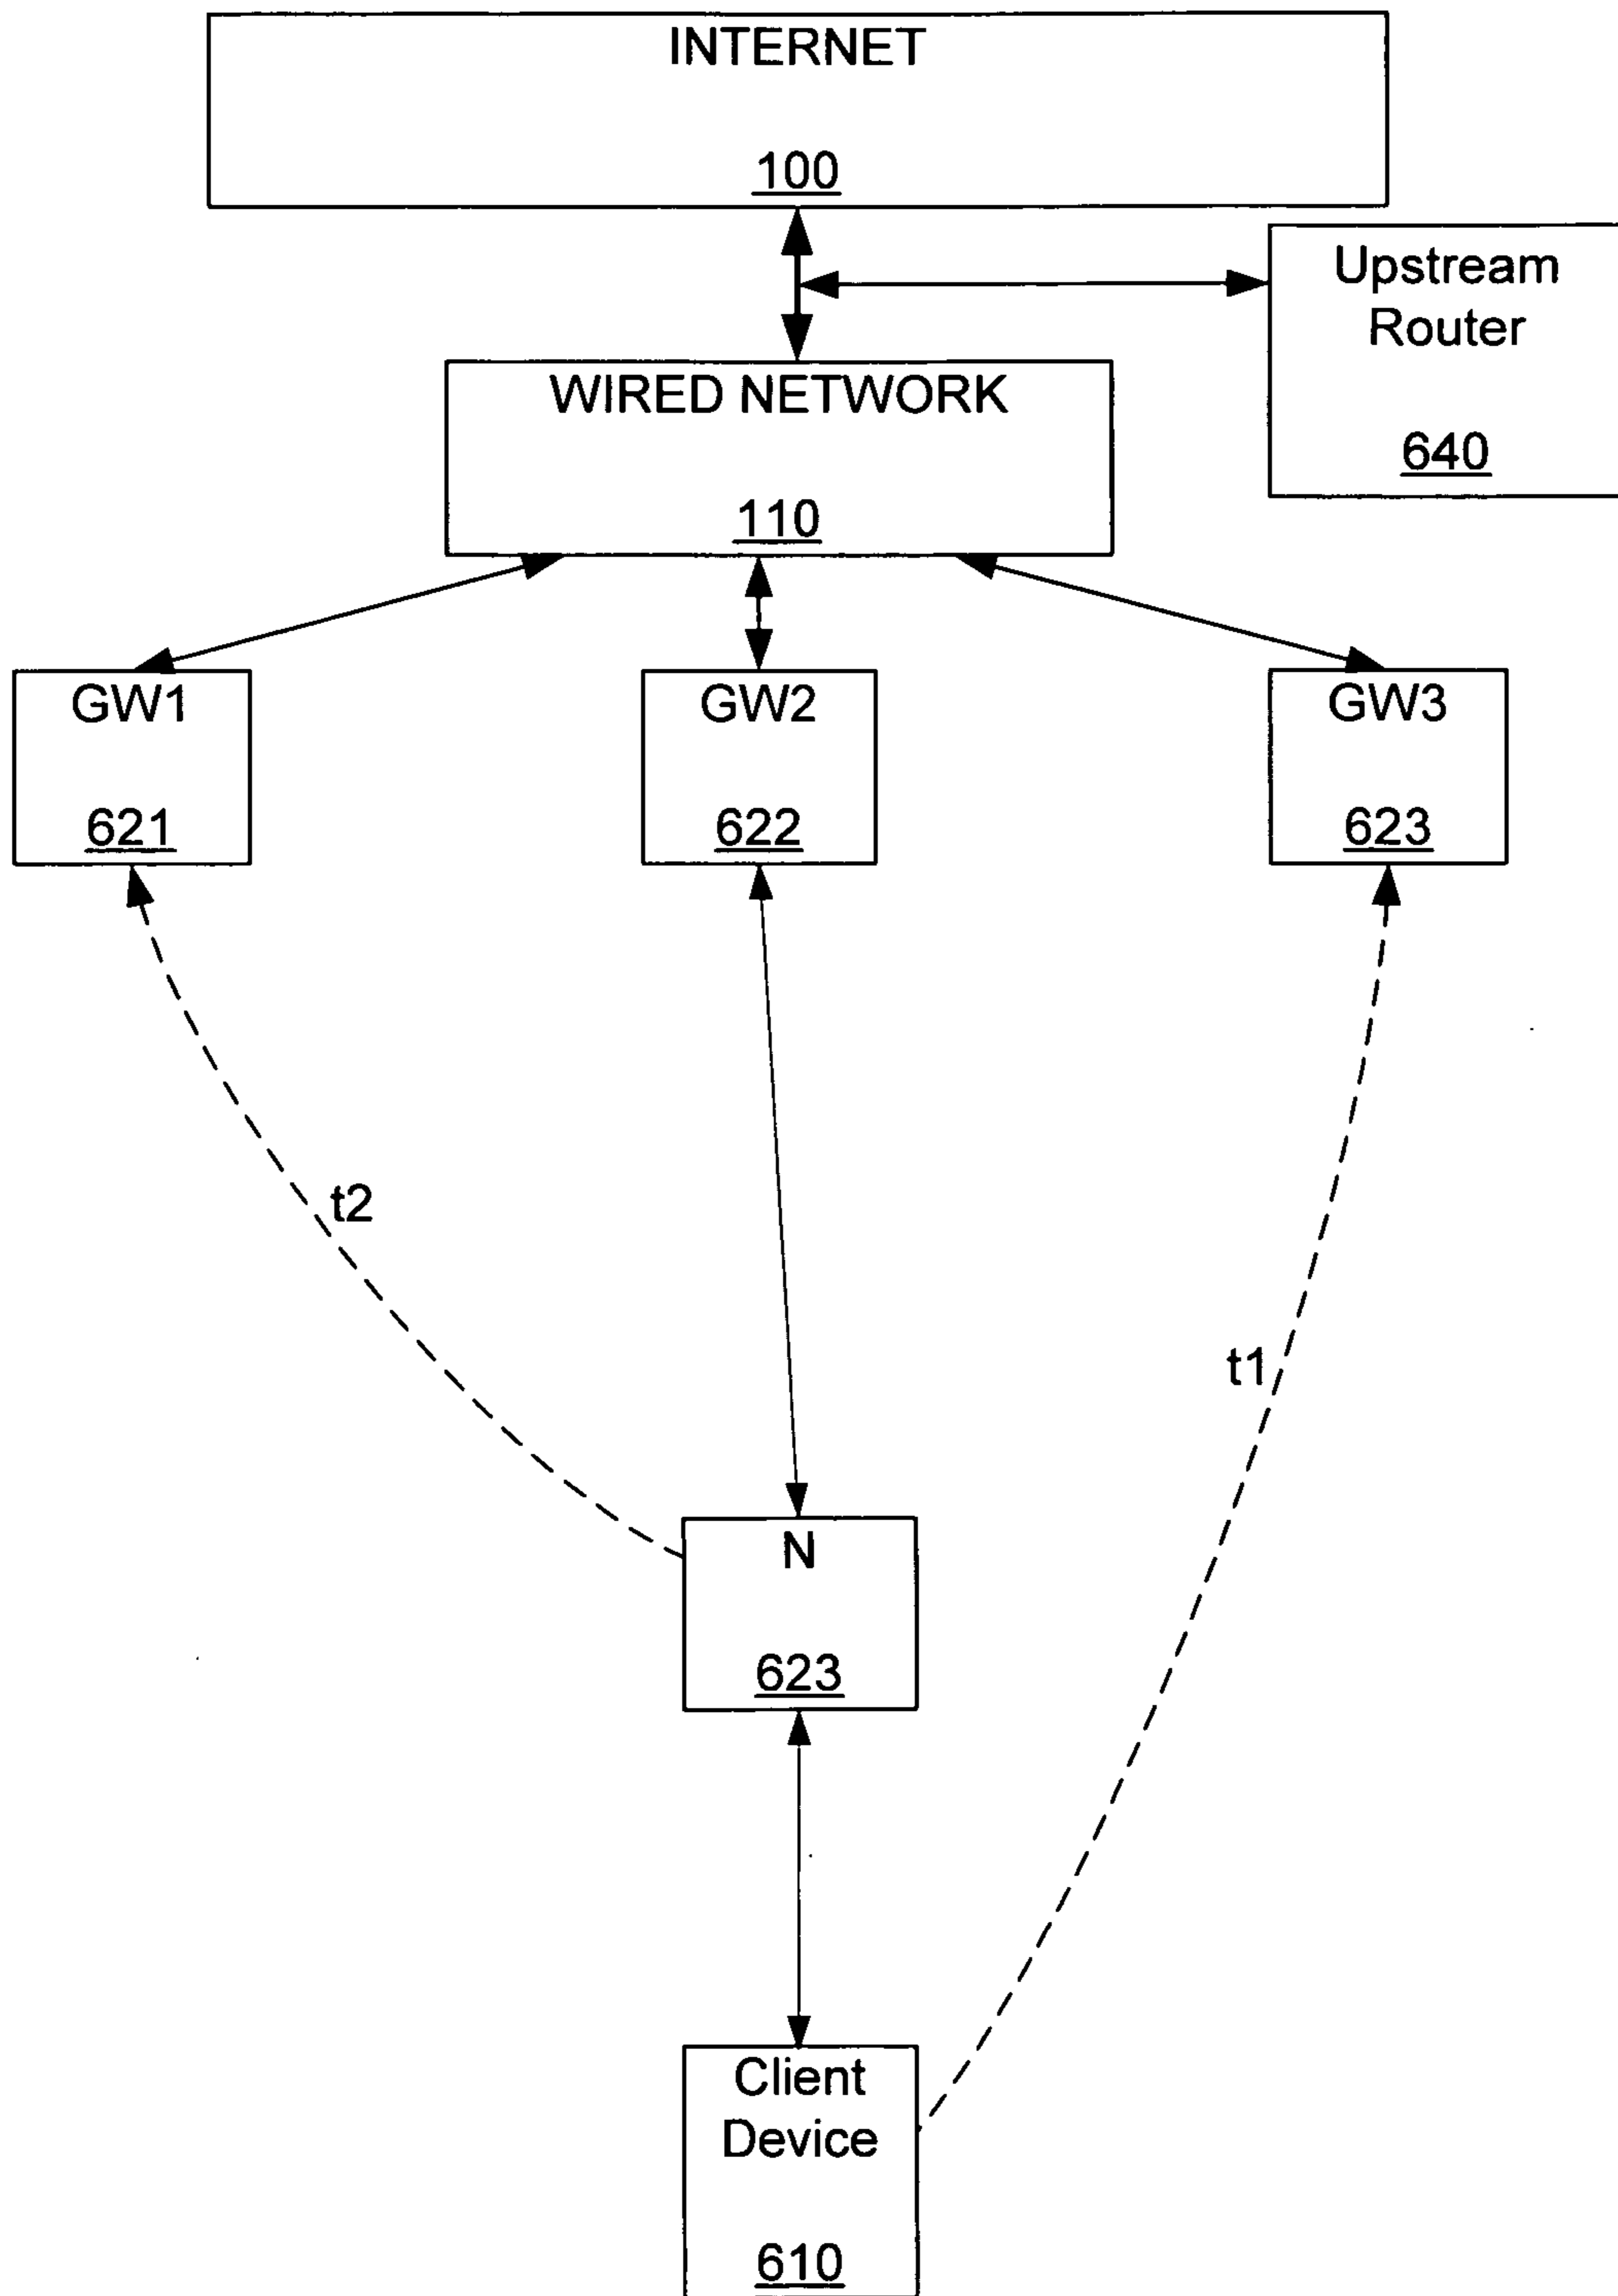 INTERNET
100
Upstream
Router
640
WIRED NETWORK
110
GW1
621
GW2
622
GW3
623
t2
t1
N
623
Client
Device
610